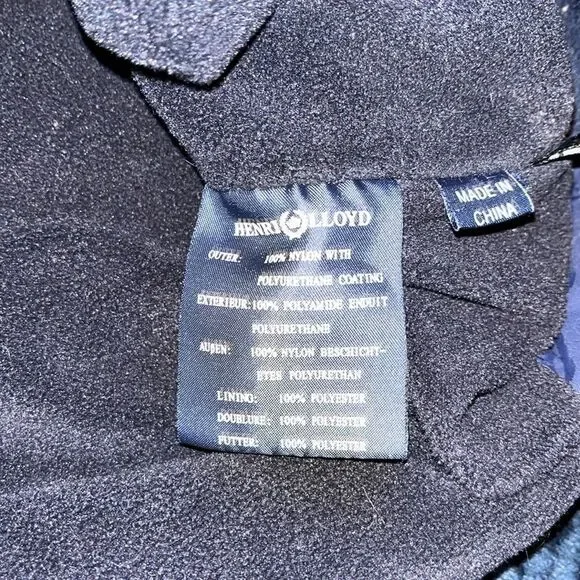 HENRI LLOYD
OUTER: 100% NYLON WITH
POLYURETHANE COATING
EXTERIEUR: 100% POLYAMIDE ENDUIT
POLYURETHANE
AUßEN: 100% NYLON BESCHICHT-
ETES POLYURETHAN
LINING: 100% POLYESTER
DOUBLURE: 100% POLYESTER
FUTTER: 100% POLYESTER
MADE IN
CHINA